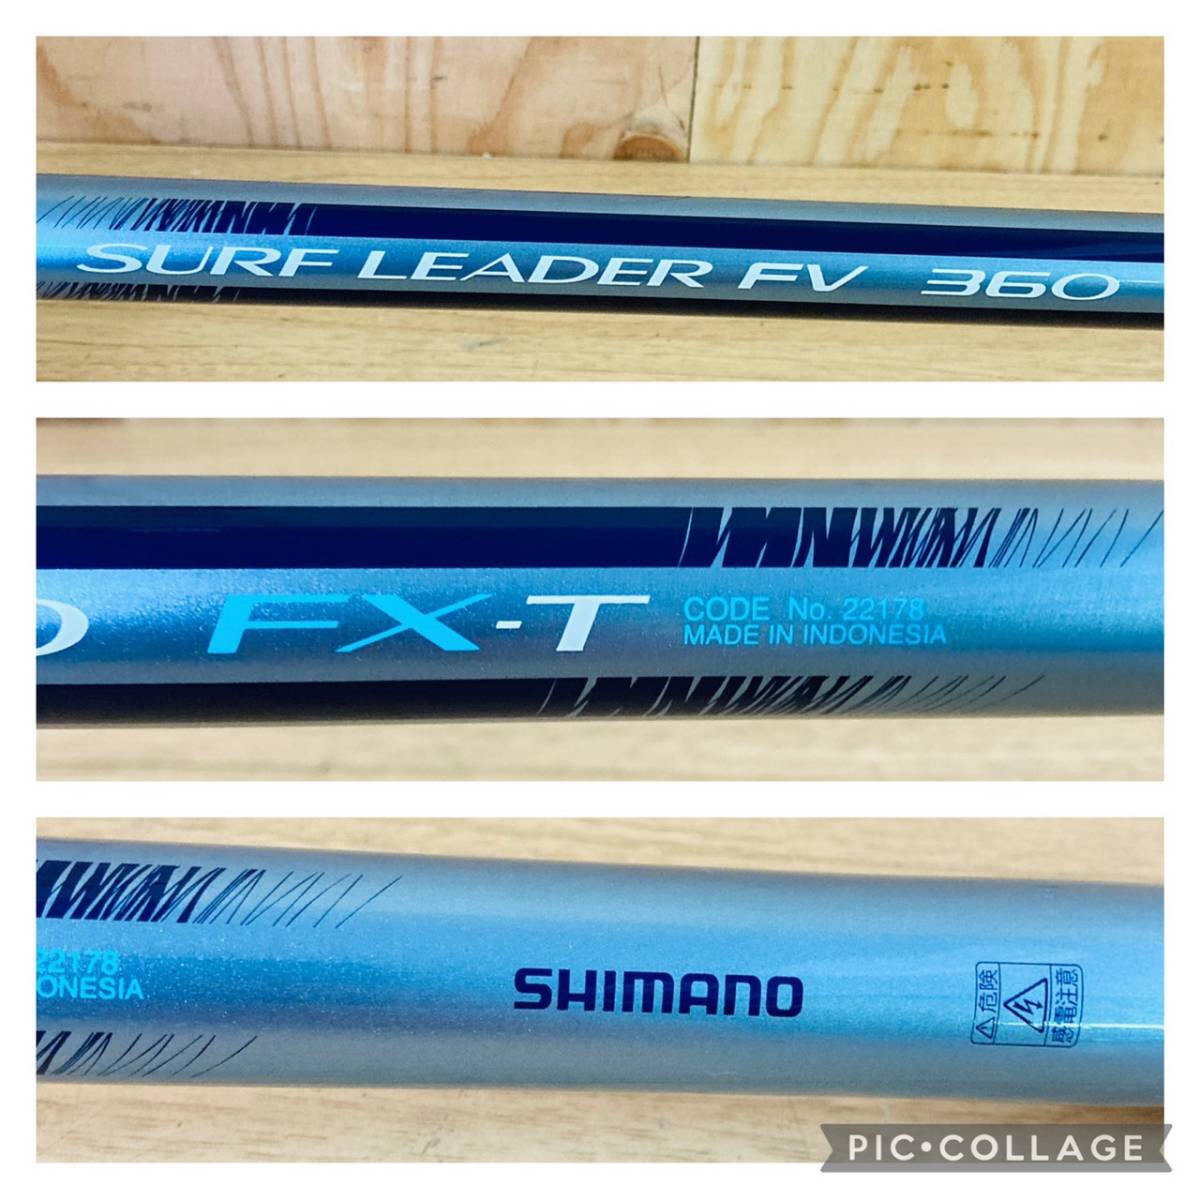 SURF LEADER FV 360
O FX-T
CODE No. 22178
MADE IN INDONESIA
22178
ONESIA
SHIMANO
危険
感電注意
PIC•COLLAGE